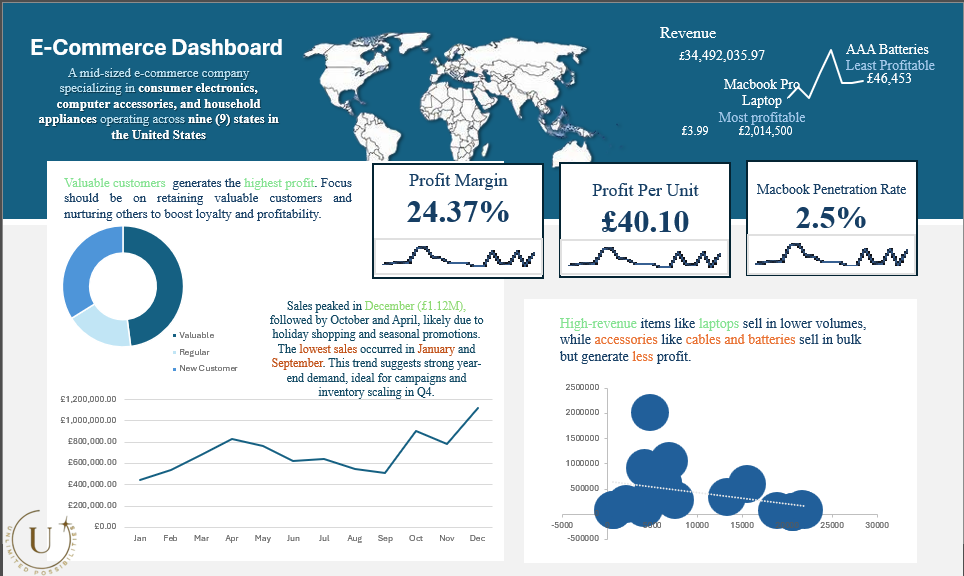 E-Commerce Dashboard
A mid-sized e-commerce company
specializing in consumer electronics,
computer accessories, and household
appliances operating across nine (9) states in
the United States
Revenue
£34,492,035.97
AAA Batteries
Least Profitable
£46,453
Macbook Pro
Laptop
Most profitable
£3.99 £2,014,500
Valuable customers generates the highest profit. Focus
should be on retaining valuable customers and
nurturing others to boost loyalty and profitability.
Profit Margin
24.37%
Profit Per Unit
£40.10
Macbook Penetration Rate
2.5%
Valuable
Regular
New Customer
Sales peaked in December (£1.12M),
followed by October and April, likely due to
holiday shopping and seasonal promotions.
The lowest sales occurred in January and
September. This trend suggests strong year-
end demand, ideal for campaigns and
inventory scaling in Q4.
£1,200,000.00
£1,000,000.00
£800,000.00
£600,000.00
£400,000.00
£200,000.00
£0.00
Jan Feb Mar Apr May Jun Jul Aug Sep Oct Nov Dec
High-revenue items like laptops sell in lower volumes,
while accessories like cables and batteries sell in bulk
but generate less profit.
2500000
2000000
1500000
1000000
500000
0
-500000
-5000 0 5000 10000 15000 20000 25000 30000
U
UNLIMITED POSSIBILITIES